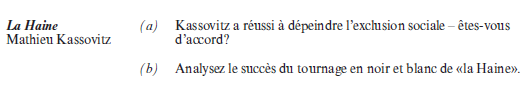 La Haine (a) Kassovitz a réussi à dépeindre l'exclusion sociale – êtes-vous
Mathieu Kassovitz d'accord?
(b) Analysez le succès du tournage en noir et blanc de «la Haine».